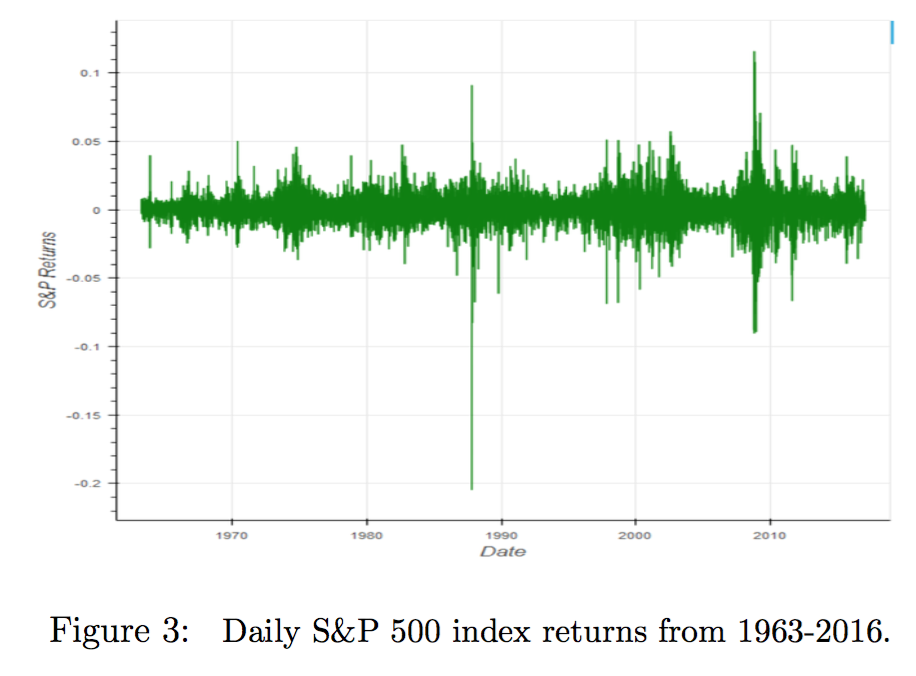 0.1
0.05
0
-0.05
-0.1
-0.15
-0.2
S&P Returns
1970 1980 1990 2000 2010
Date
Figure 3: Daily S&P 500 index returns from 1963-2016.